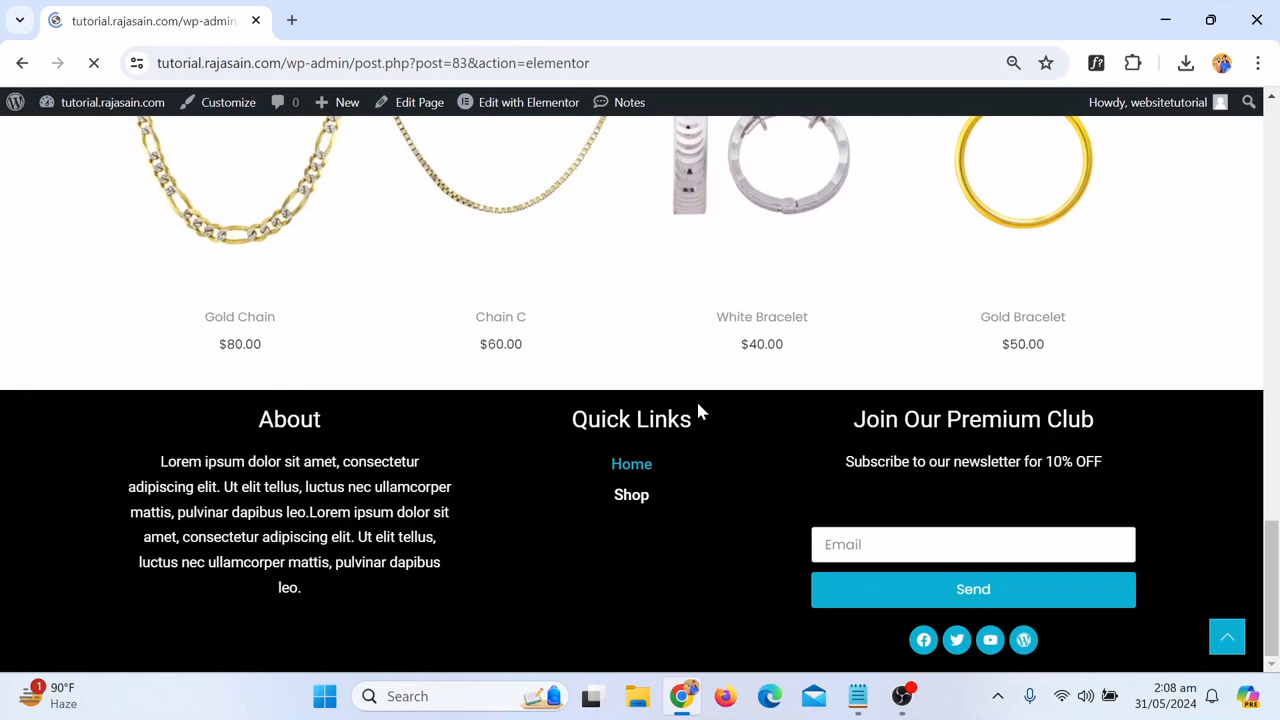 tutorial.rajasain.com/wp-admin
tutorial.rajasain.com/wp-admin/post.php?post=83&action=elementor
tutorial.rajasain.com
Customize
0
New
Edit Page
Edit with Elementor
Notes
Howdy, websitetutorial
Gold Chain
$80.00
Chain C
$60.00
White Bracelet
$40.00
Gold Bracelet
$50.00
About
Lorem ipsum dolor sit amet, consectetur
adipiscing elit. Ut elit tellus, luctus nec ullamcorper
mattis, pulvinar dapibus leo.Lorem ipsum dolor sit
amet, consectetur adipiscing elit. Ut elit tellus,
luctus nec ullamcorper mattis, pulvinar dapibus
leo.
Quick Links
Home
Shop
Join Our Premium Club
Subscribe to our newsletter for 10% OFF
Email
Send
1
90°F
Haze
Search
2:08 am
31/05/2024
PRE